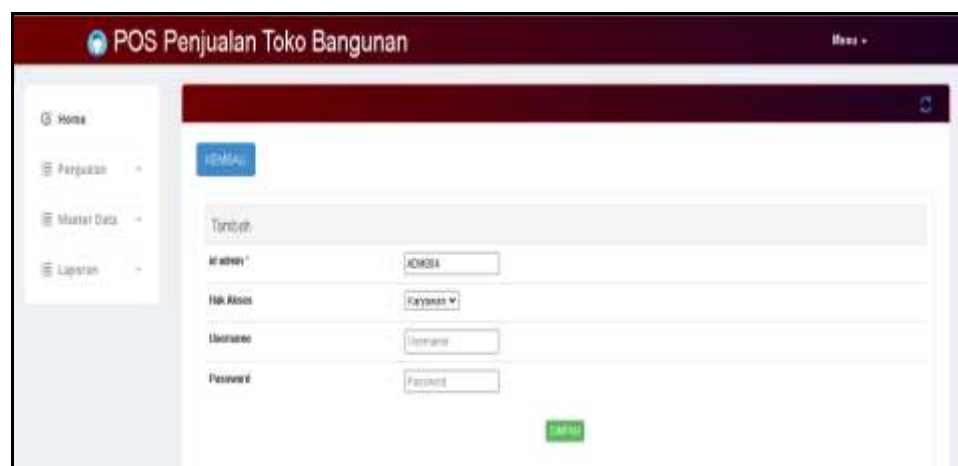 POS Penjualan Toko Bangunan
Menu
Home
Penjualan
Master Data
Laporan
KEMBALI
Tambah
id admin *
Hak Akses
Karyawan
Username
Username
Password
Password
SIMPAN